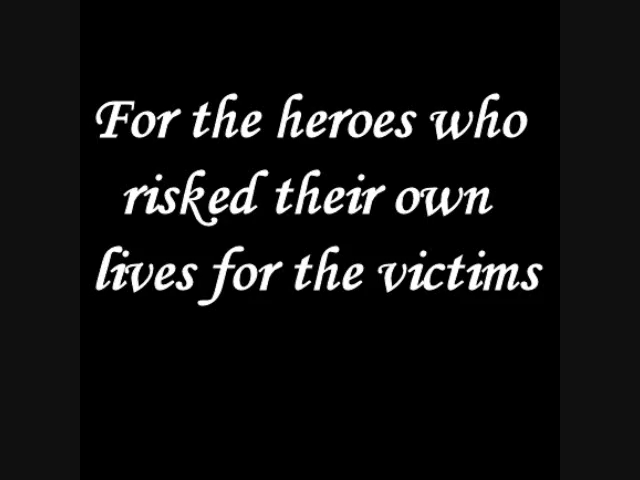 For the heroes who
risked their own
lives for the victims